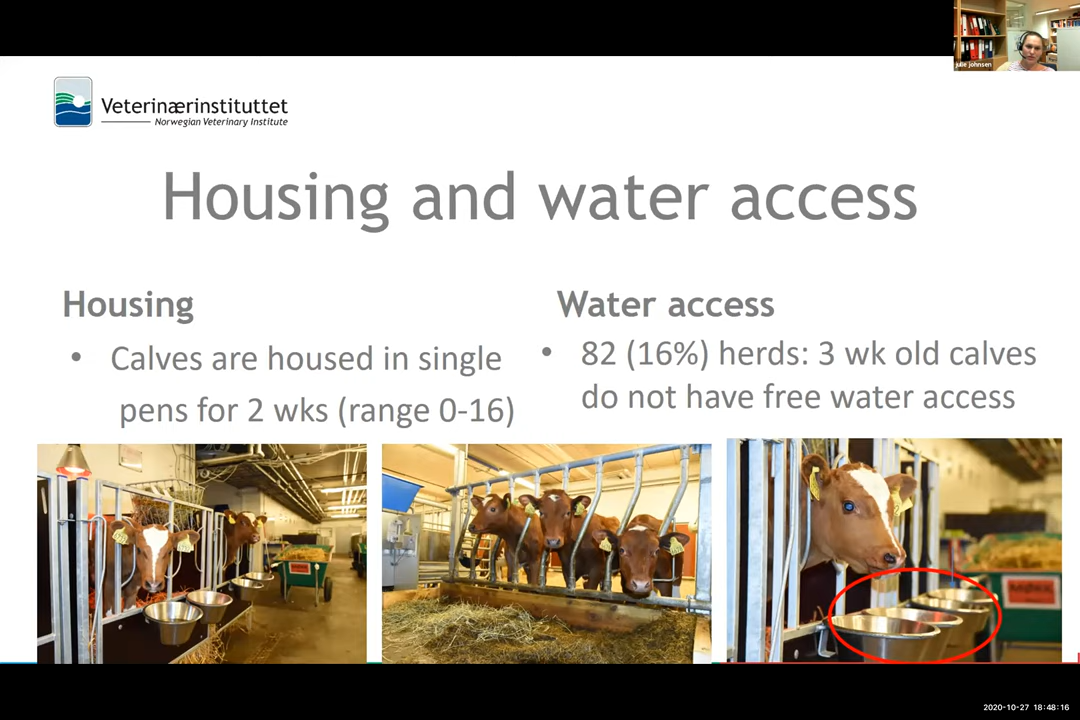 julie johnsen
Veterinærinstituttet
Norwegian Veterinary Institute
Housing and water access
Housing
• Calves are housed in single
pens for 2 wks (range 0-16)
Water access
• 82 (16%) herds: 3 wk old calves
do not have free water access
2020-10-27 18:48:16